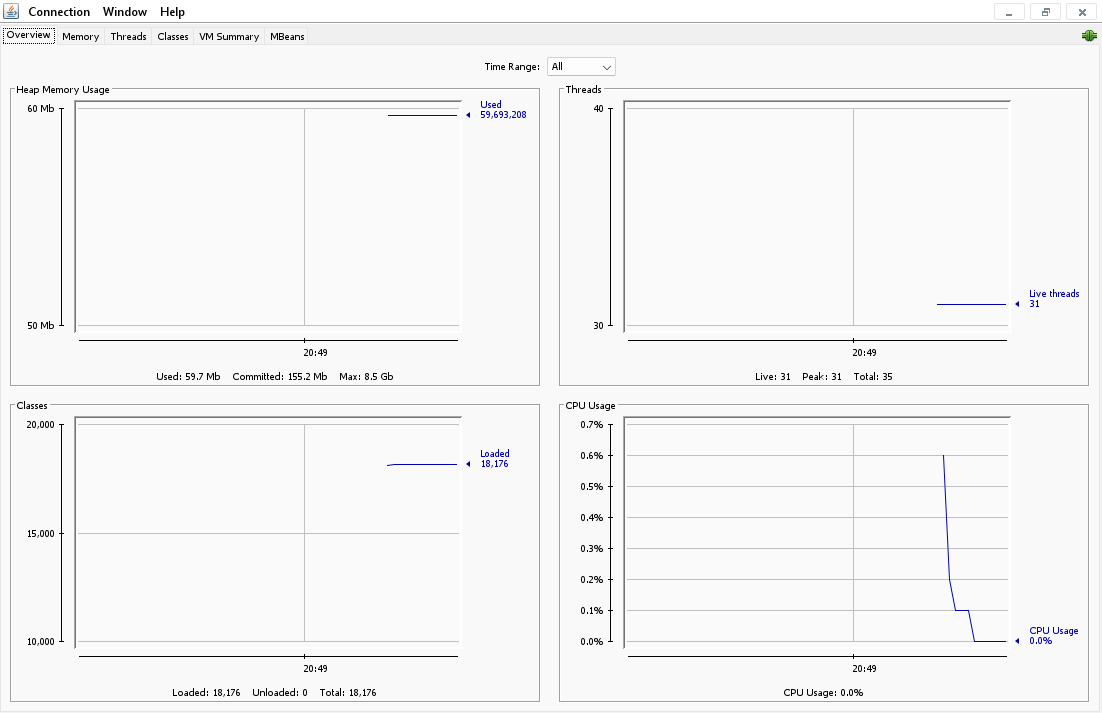 Connection Window Help
Overview Memory Threads Classes VM Summary MBeans
Time Range: All
Heap Memory Usage
60 Mb
50 Mb
Used
59,693,208
20:49
Used: 59.7 Mb Committed: 155.2 Mb Max: 8.5 Gb
Threads
40
30
Live threads
31
20:49
Live: 31 Peak: 31 Total: 35
Classes
20,000
15,000
10,000
Loaded
18,176
20:49
Loaded: 18,176 Unloaded: 0 Total: 18,176
CPU Usage
0.7%
0.6%
0.5%
0.4%
0.3%
0.2%
0.1%
0.0%
CPU Usage
0.0%
20:49
CPU Usage: 0.0%